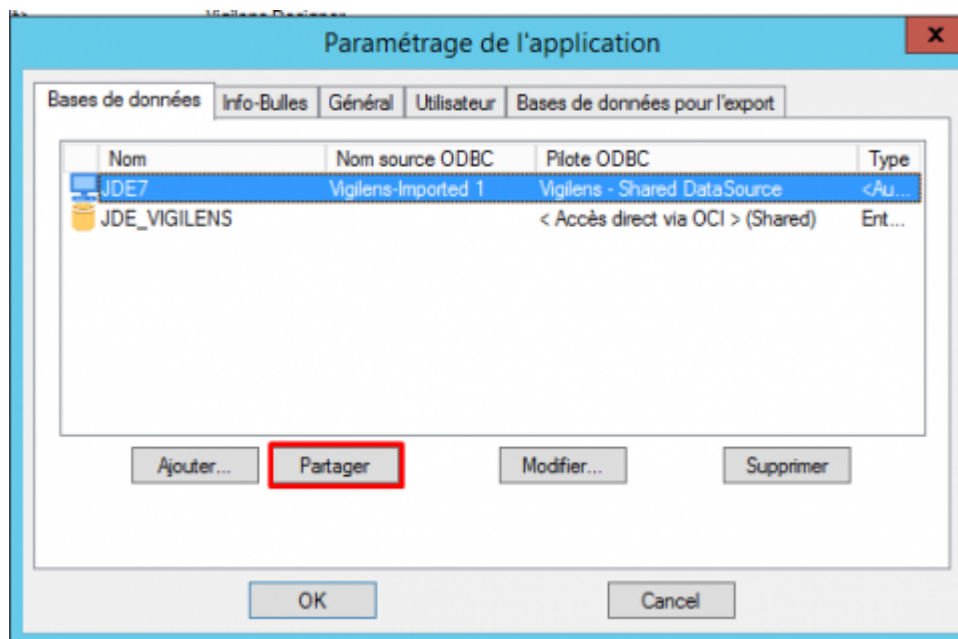 Vigilens Designer
Paramétrage de l'application
x
Bases de données Info-Bulles Général Utilisateur Bases de données pour l'export
Nom Nom source ODBC Pilote ODBC Type
JDE7 Vigilens-Imported 1 Vigilens - Shared DataSource <Au...
JDE_VIGILENS < Accès direct via OCI > (Shared) Ent...
Ajouter... Partager Modifier... Supprimer
OK Cancel